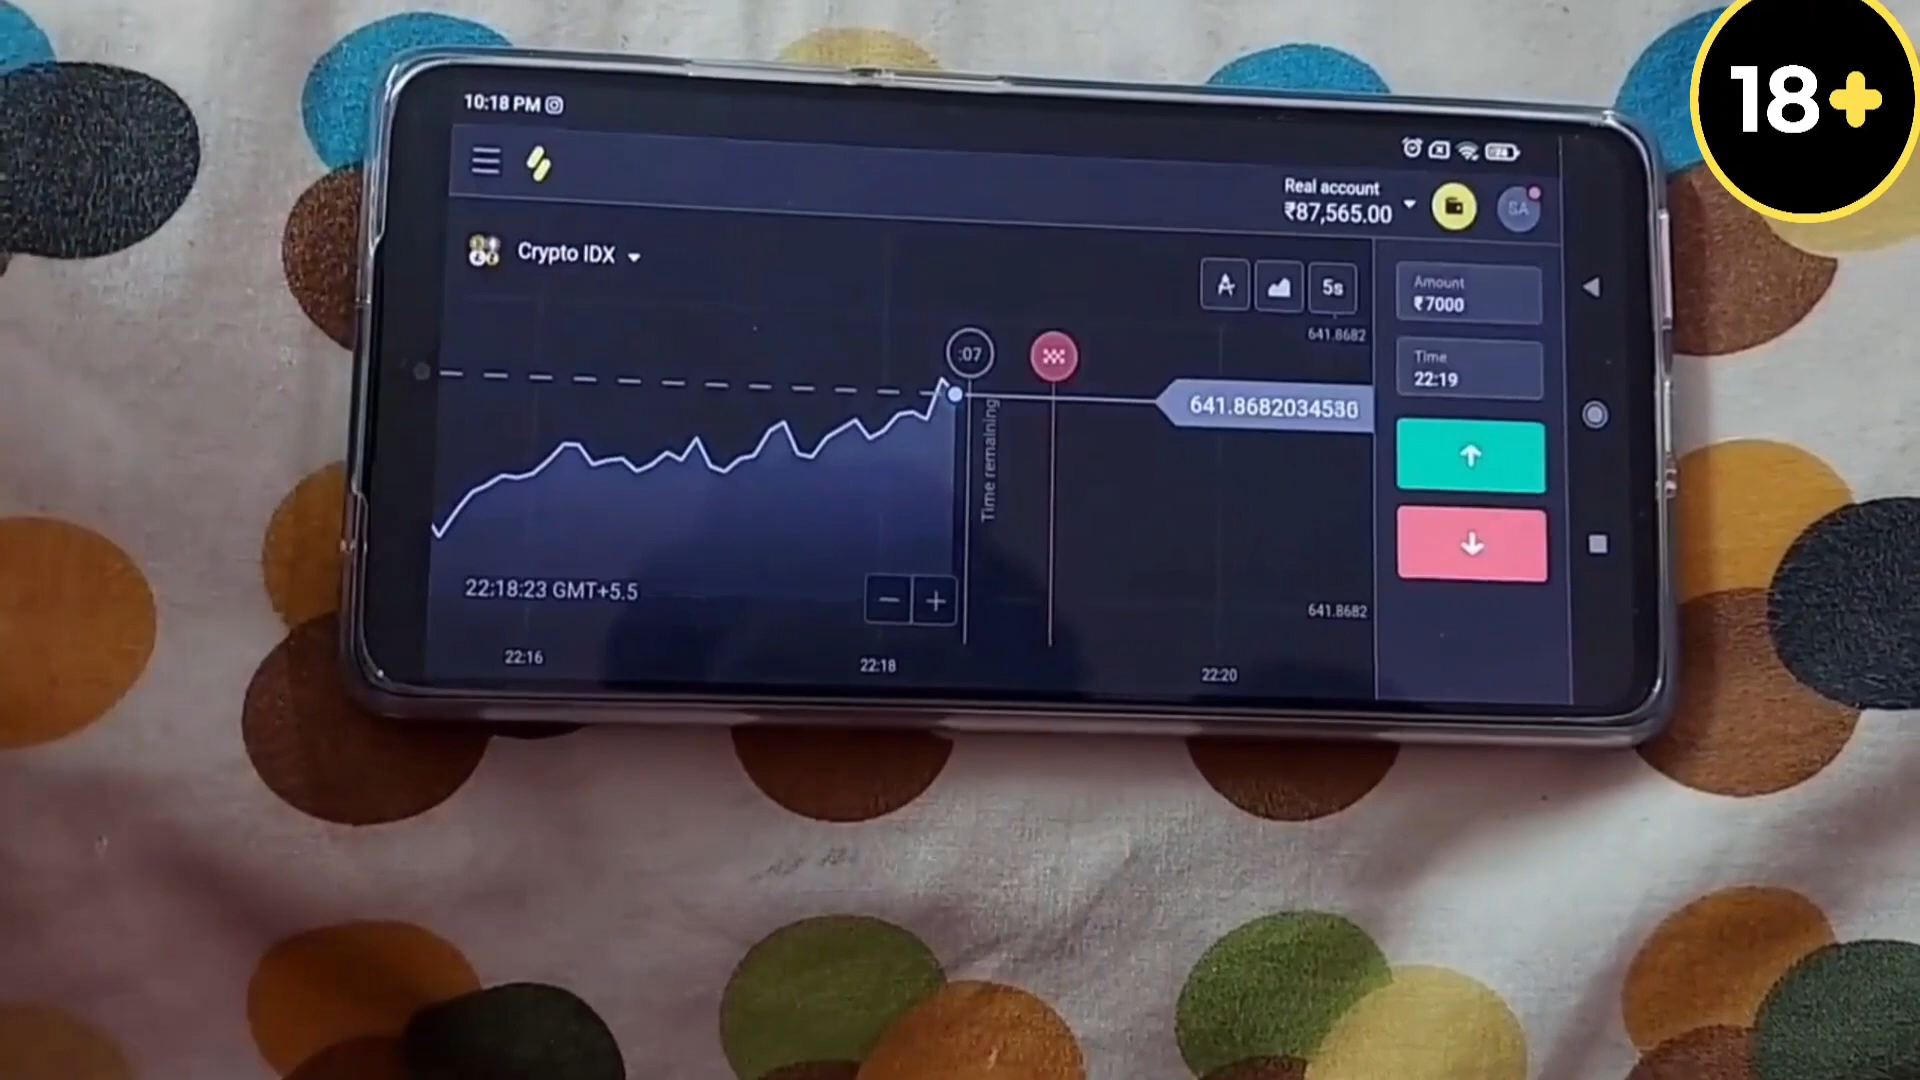 18+
10:18 PM
Real account
₹87,565.00
SA
Crypto IDX
5s
641.8682
Amount
₹7000
:07
Time
22:19
641.8682034530
Time remaining
22:18:23 GMT+5.5
641.8682
22:16
22:18
22:20